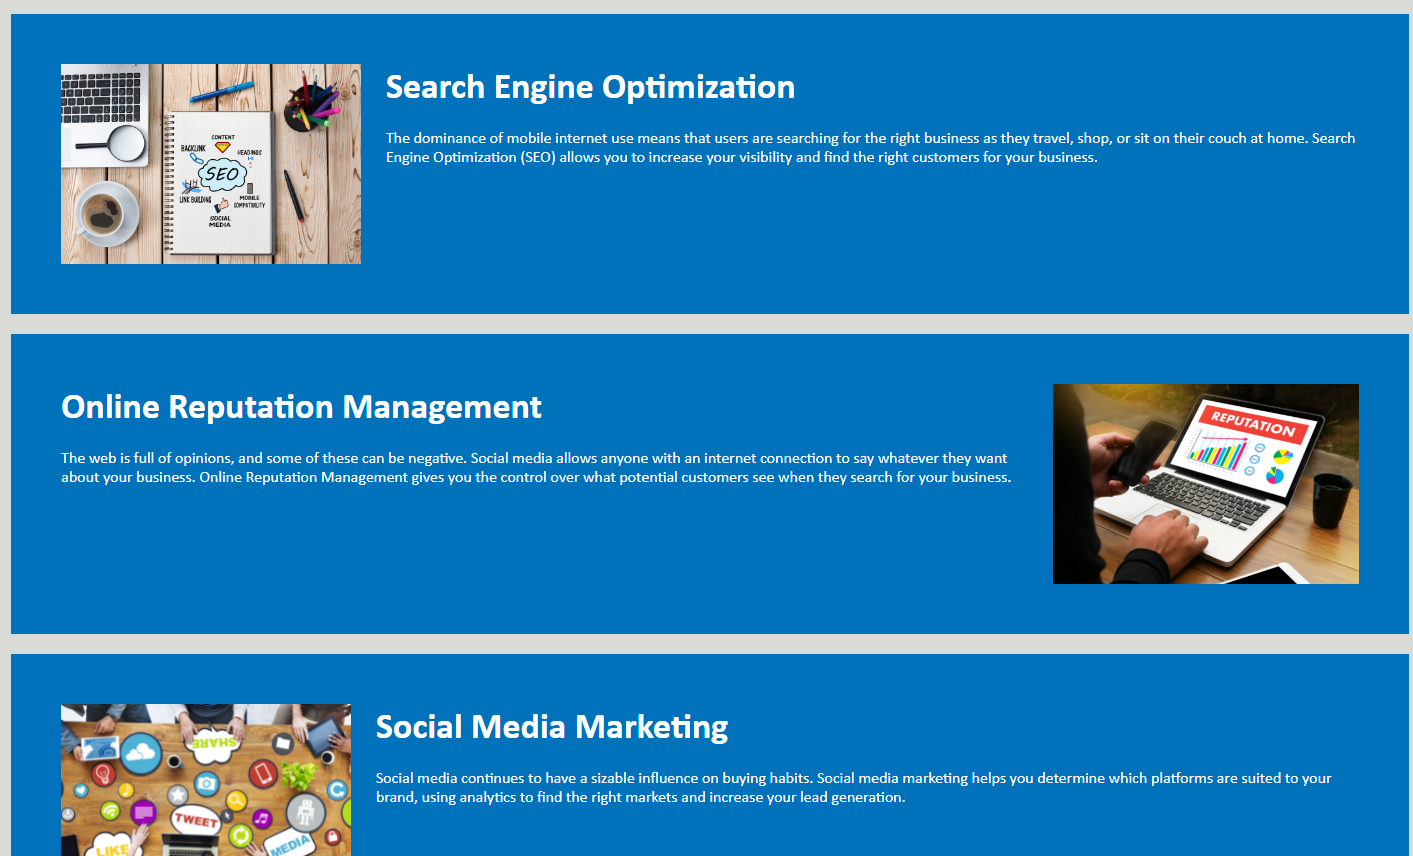 Search Engine Optimization
The dominance of mobile internet use means that users are searching for the right business as they travel, shop, or sit on their couch at home. Search
Engine Optimization (SEO) allows you to increase your visibility and find the right customers for your business.
CONTENT
BACKLINK
HEADINGS
SEO
LINK BUILDING
MOBILE
COMPATIBILITY
SOCIAL
MEDIA
Online Reputation Management
The web is full of opinions, and some of these can be negative. Social media allows anyone with an internet connection to say whatever they want
about your business. Online Reputation Management gives you the control over what potential customers see when they search for your business.
REPUTATION
Social Media Marketing
Social media continues to have a sizable influence on buying habits. Social media marketing helps you determine which platforms are suited to your
brand, using analytics to find the right markets and increase your lead generation.
SHARE
TWEET
LIKE
MEDIA